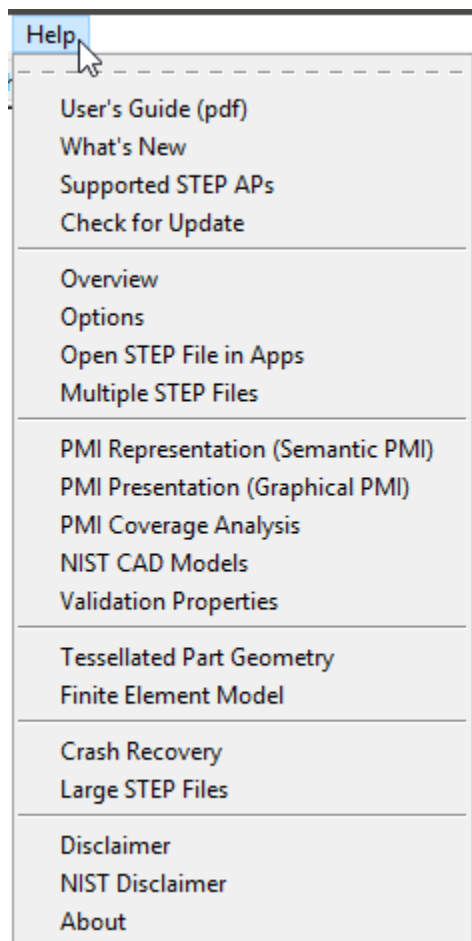 Help
User's Guide (pdf)
What's New
Supported STEP APs
Check for Update
Overview
Options
Open STEP File in Apps
Multiple STEP Files
PMI Representation (Semantic PMI)
PMI Presentation (Graphical PMI)
PMI Coverage Analysis
NIST CAD Models
Validation Properties
Tessellated Part Geometry
Finite Element Model
Crash Recovery
Large STEP Files
Disclaimer
NIST Disclaimer
About